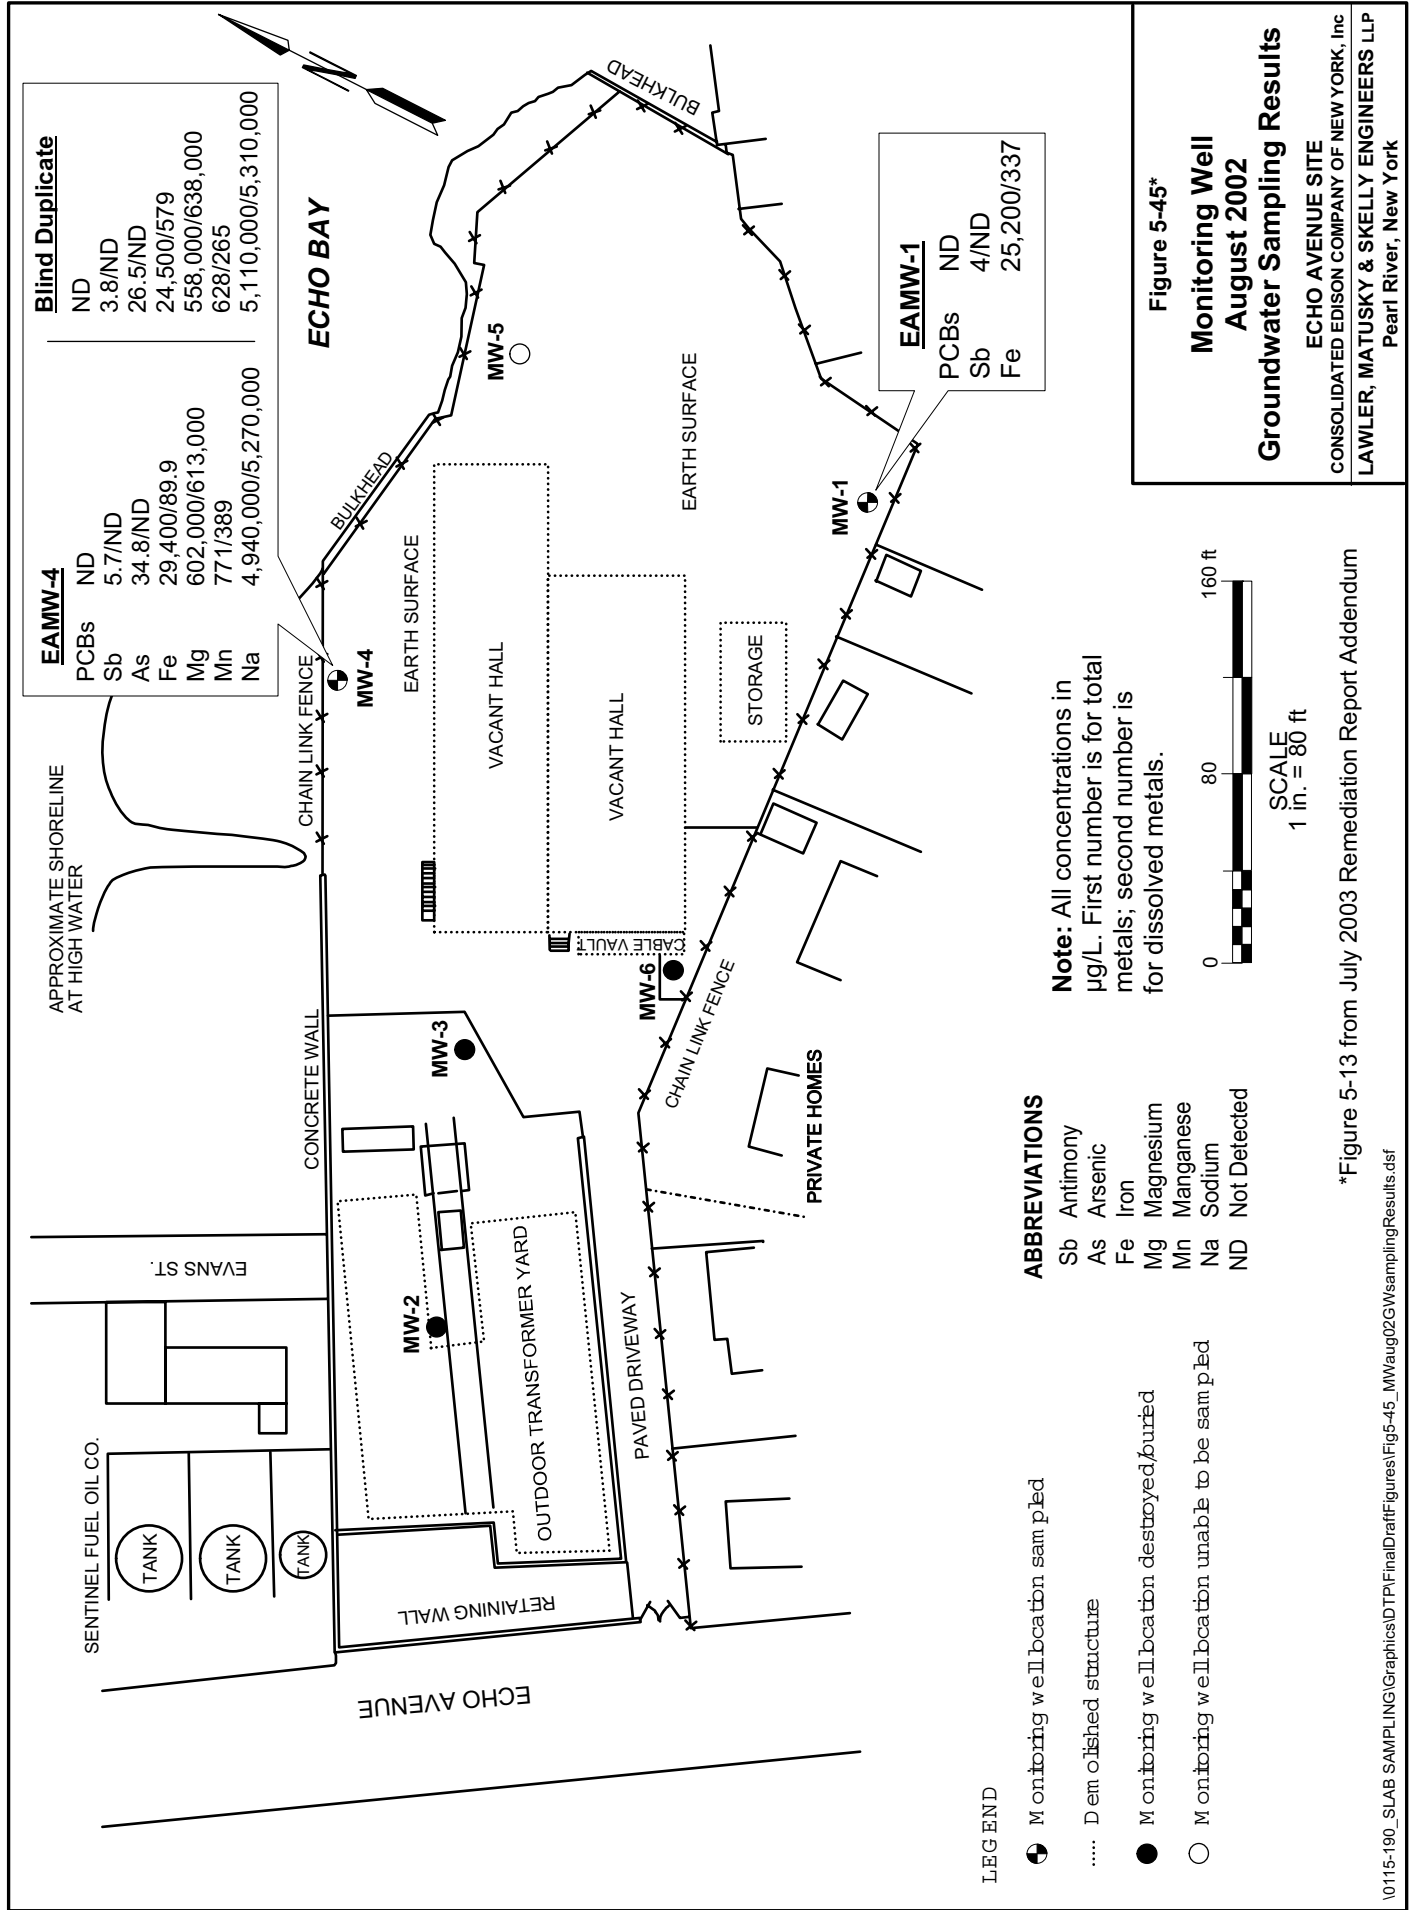 EAMW-4
PCBs ND
Sb 5.7/ND
As 34.8/ND
Fe 29,400/89.9
Mg 602,000/613,000
Mn 771/389
Na 4,940,000/5,270,000
Blind Duplicate
ND
3.8/ND
26.5/ND
24,500/579
558,000/638,000
628/265
5,110,000/5,310,000
N
ECHO BAY
APPROXIMATE SHORELINE
AT HIGH WATER
SENTINEL FUEL OIL CO.
TANK
TANK
TANK
EVANS ST.
CONCRETE WALL
CHAIN LINK FENCE
BULKHEAD
BULKHEAD
MW-4
MW-5
MW-3
MW-2
MW-6
MW-1
EARTH SURFACE
EARTH SURFACE
VACANT HALL
VACANT HALL
STORAGE
CABLE VAULT
OUTDOOR TRANSFORMER YARD
RETAINING WALL
PAVED DRIVEWAY
CHAIN LINK FENCE
ECHO AVENUE
PRIVATE HOMES
EAMW-1
PCBs ND
Sb 4/ND
Fe 25,200/337
LEGEND
Monitoring well location sampled
Demolished structure
Monitoring well location destroyed/buried
Monitoring well location unable to be sampled
ABBREVIATIONS
Sb Antimony
As Arsenic
Fe Iron
Mg Magnesium
Mn Manganese
Na Sodium
ND Not Detected
Note: All concentrations in
µg/L. First number is for total
metals; second number is
for dissolved metals.
0 80 160 ft
SCALE
1 in. = 80 ft
*Figure 5-13 from July 2003 Remediation Report Addendum
\0115-190_SLAB SAMPLING\Graphics\DTP\FinalDraftFigures\Fig5-45_MWaug02GWsamplingResults.dsf
Figure 5-45*
Monitoring Well
August 2002
Groundwater Sampling Results
ECHO AVENUE SITE
CONSOLIDATED EDISON COMPANY OF NEW YORK, Inc
LAWLER, MATUSKY & SKELLY ENGINEERS LLP
Pearl River, New York